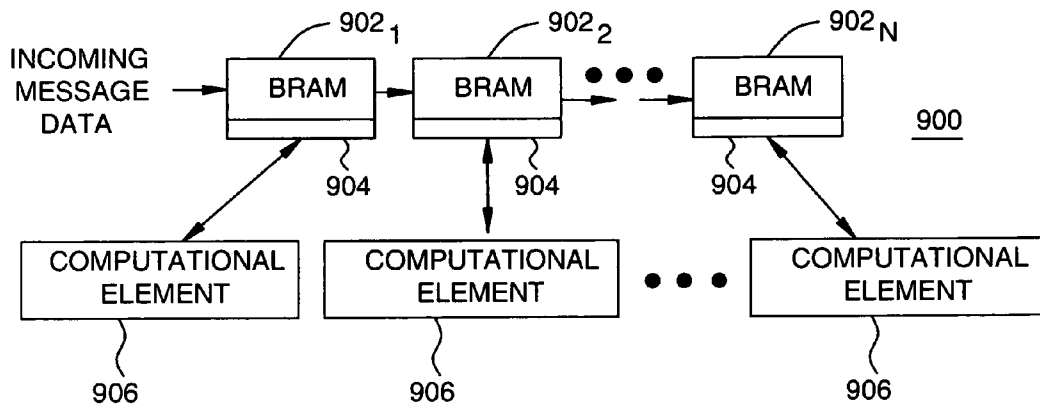 902₁
902₂
902N
INCOMING
MESSAGE
DATA
BRAM
BRAM
BRAM
900
904
904
904
COMPUTATIONAL
ELEMENT
COMPUTATIONAL
ELEMENT
COMPUTATIONAL
ELEMENT
906
906
906